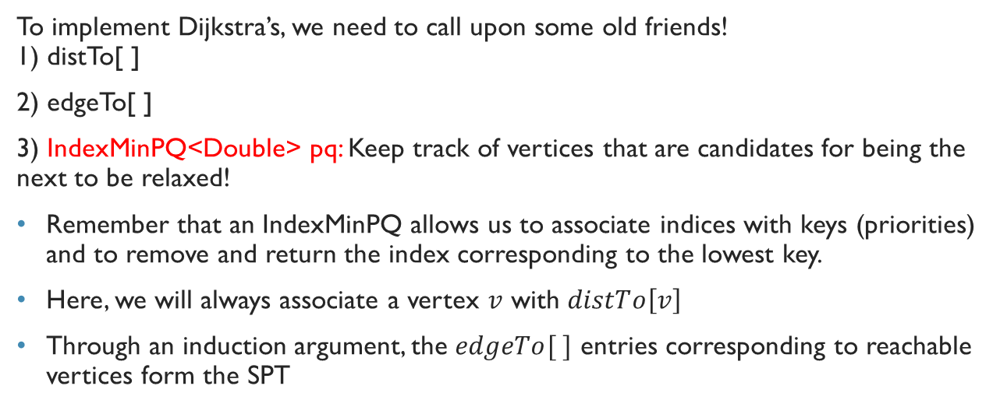 To implement Dijkstra's, we need to call upon some old friends!
1) distTo[ ]
2) edgeTo[ ]
3) IndexMinPQ<Double> pq: Keep track of vertices that are candidates for being the
next to be relaxed!
• Remember that an IndexMinPQ allows us to associate indices with keys (priorities)
and to remove and return the index corresponding to the lowest key.
• Here, we will always associate a vertex 𝑣 with 𝑑𝑖𝑠𝑡𝑇𝑜[𝑣]
• Through an induction argument, the 𝑒𝑑𝑔𝑒𝑇𝑜[ ] entries corresponding to reachable
vertices form the SPT